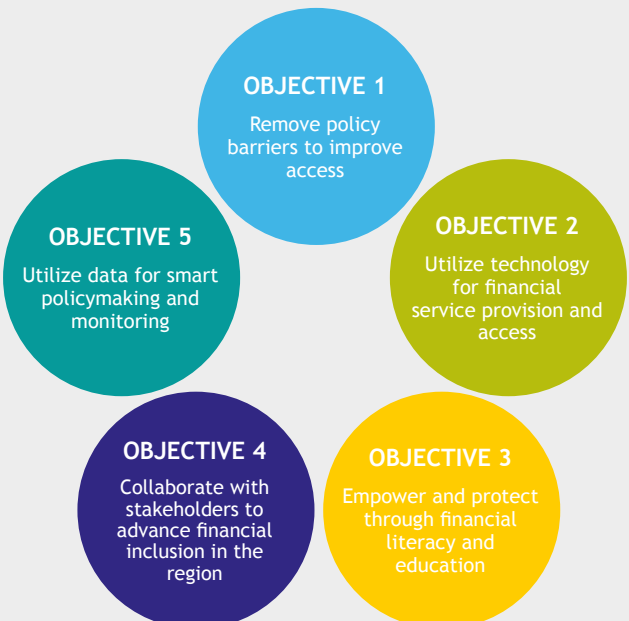 OBJECTIVE 1
Remove policy
barriers to improve
access
OBJECTIVE 2
Utilize technology
for financial
service provision and
access
OBJECTIVE 3
Empower and protect
through financial
literacy and
education
OBJECTIVE 4
Collaborate with
stakeholders to
advance financial
inclusion in the
region
OBJECTIVE 5
Utilize data for smart
policymaking and
monitoring